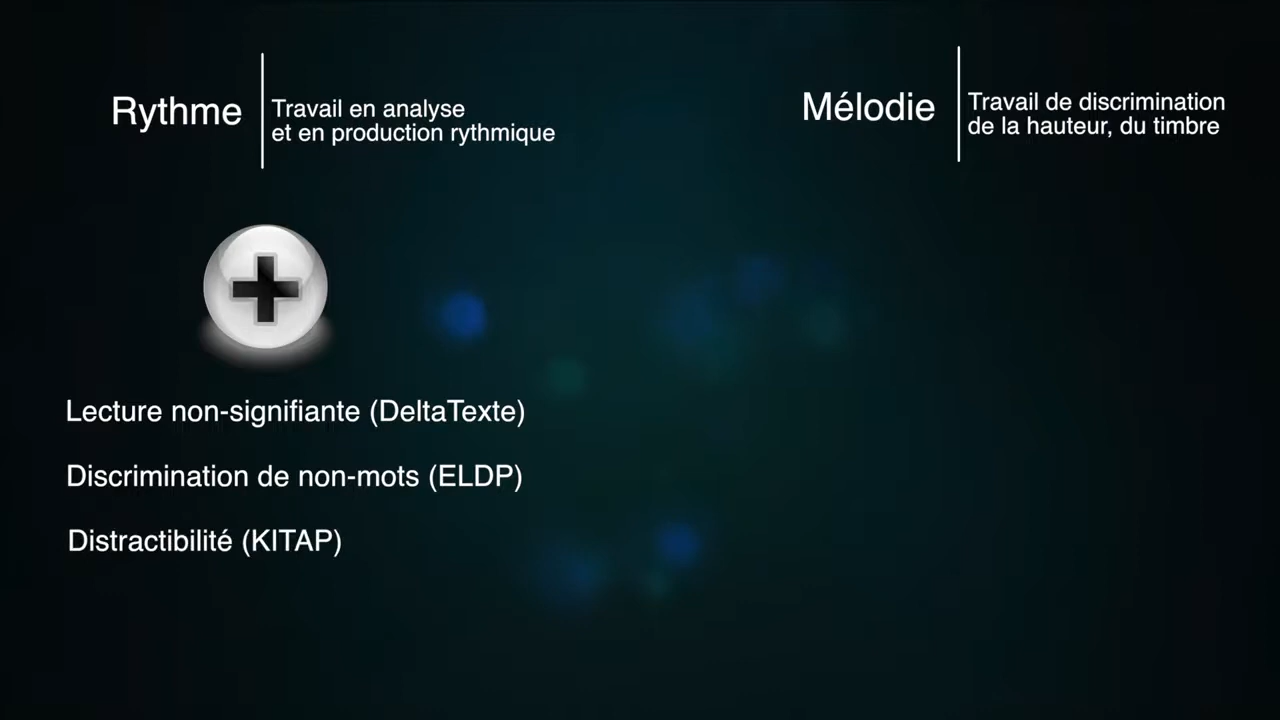 Rythme
Travail en analyse
et en production rythmique
Mélodie
Travail de discrimination
de la hauteur, du timbre
Lecture non-signifiante (DeltaTexte)
Discrimination de non-mots (ELDP)
Distractibilité (KITAP)